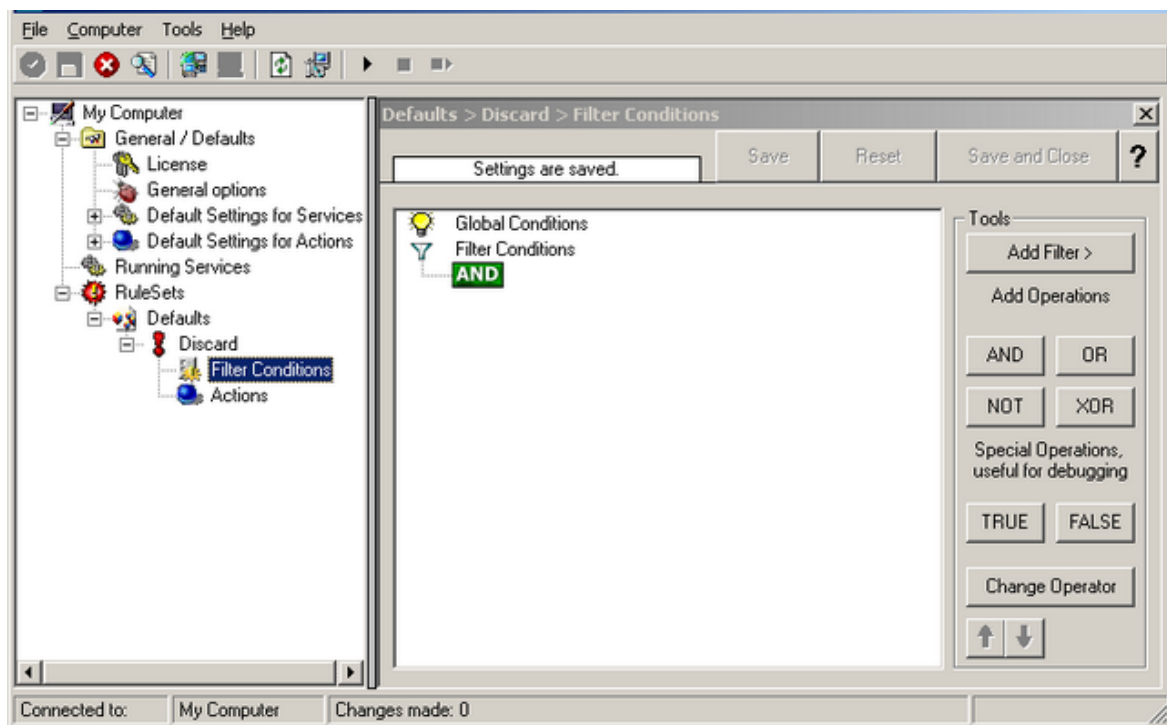 File Computer Tools Help
My Computer
General / Defaults
License
General options
Default Settings for Services
Default Settings for Actions
Running Services
RuleSets
Defaults
Discard
Filter Conditions
Actions
Defaults > Discard > Filter Conditions
Settings are saved.
Save
Reset
Save and Close
?
Global Conditions
Filter Conditions
AND
Tools
Add Filter >
Add Operations
AND OR
NOT XOR
Special Operations,
useful for debugging
TRUE FALSE
Change Operator
Connected to: My Computer Changes made: 0